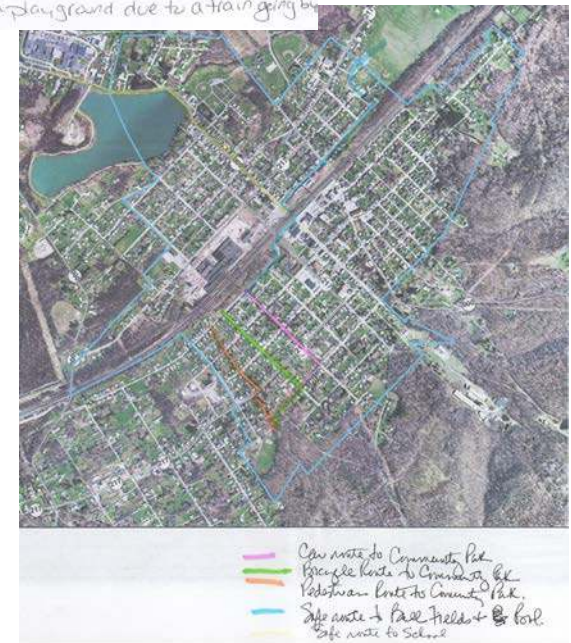 playground due to a train going by
Car route to Community Park
Bicycle Route to Community Park
Pedestrian Route to Community Park.
Safe route to Ball Fields + Pool.
Safe route to School